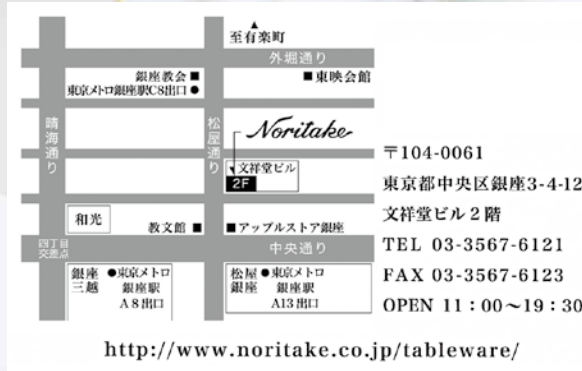 至有楽町
外堀通り
銀座教会
東映会館
東京メトロ銀座駅C8出口
晴海通り
松屋通り
Noritake
文祥堂ビル
2F
和光
教文館
アップルストア銀座
四丁目
交差点
中央通り
銀座
三越
東京メトロ
銀座駅
A8出口
松屋
銀座
東京メトロ
銀座駅
A13出口
〒104-0061
東京都中央区銀座3-4-12
文祥堂ビル2階
TEL 03-3567-6121
FAX 03-3567-6123
OPEN 11:00〜19:30
http://www.noritake.co.jp/tableware/